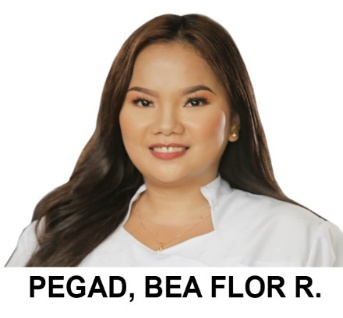 PEGAD, BEA FLOR R.